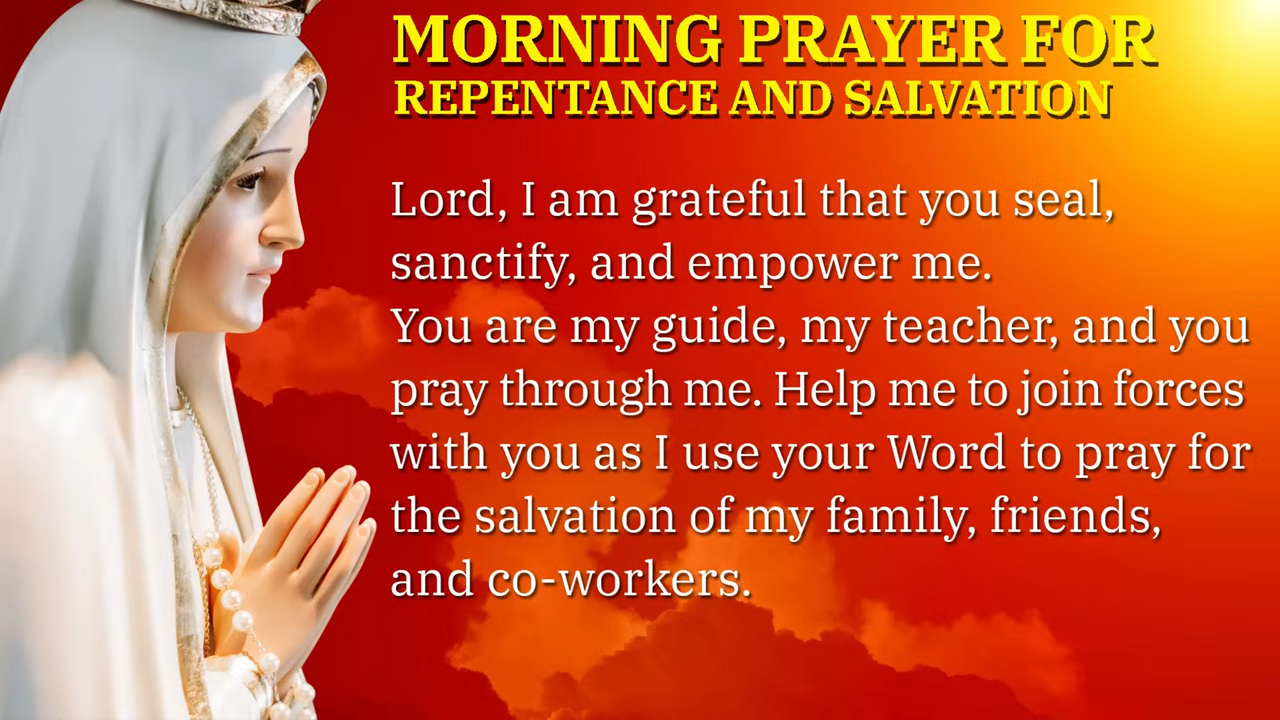 MORNING PRAYER FOR
REPENTANCE AND SALVATION
Lord, I am grateful that you seal,
sanctify, and empower me.
You are my guide, my teacher, and you
pray through me. Help me to join forces
with you as I use your Word to pray for
the salvation of my family, friends,
and co-workers.